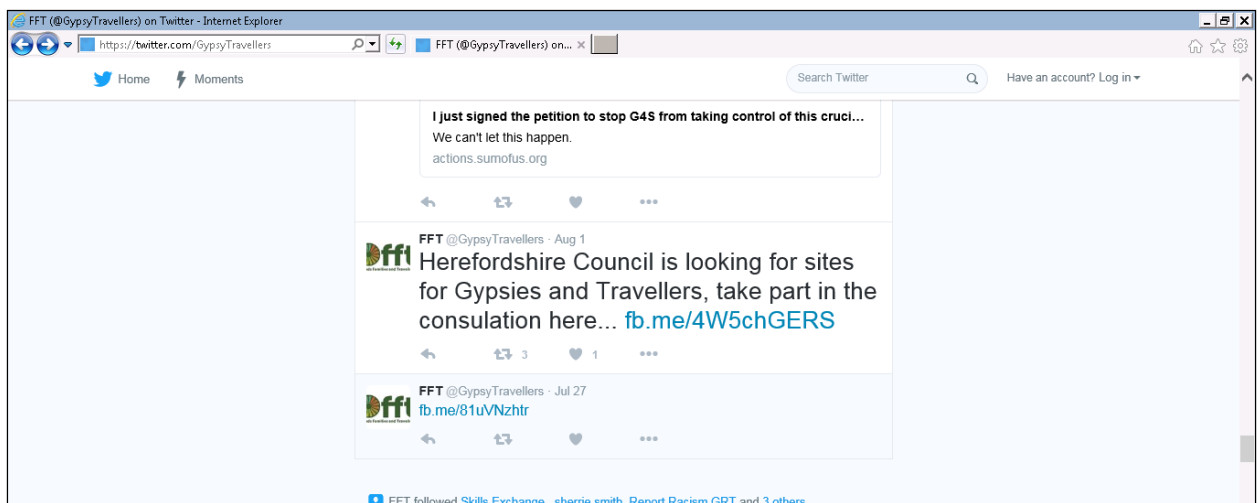 FFT (@GypsyTravellers) on Twitter - Internet Explorer
https://twitter.com/GypsyTravellers
FFT (@GypsyTravellers) on...
Home
Moments
Search Twitter
Have an account? Log in
I just signed the petition to stop G4S from taking control of this cruci...
We can't let this happen.
actions.sumofus.org
FFT @GypsyTravellers · Aug 1
fft
Herefordshire Council is looking for sites
for Gypsies and Travellers, take part in the
consulation here... fb.me/4W5chGERS
3
1
FFT @GypsyTravellers · Jul 27
fft
fb.me/81uVNzhtr
FFT followed Skills Exchange, sherrie smith, Report Racism GRT and 3 others